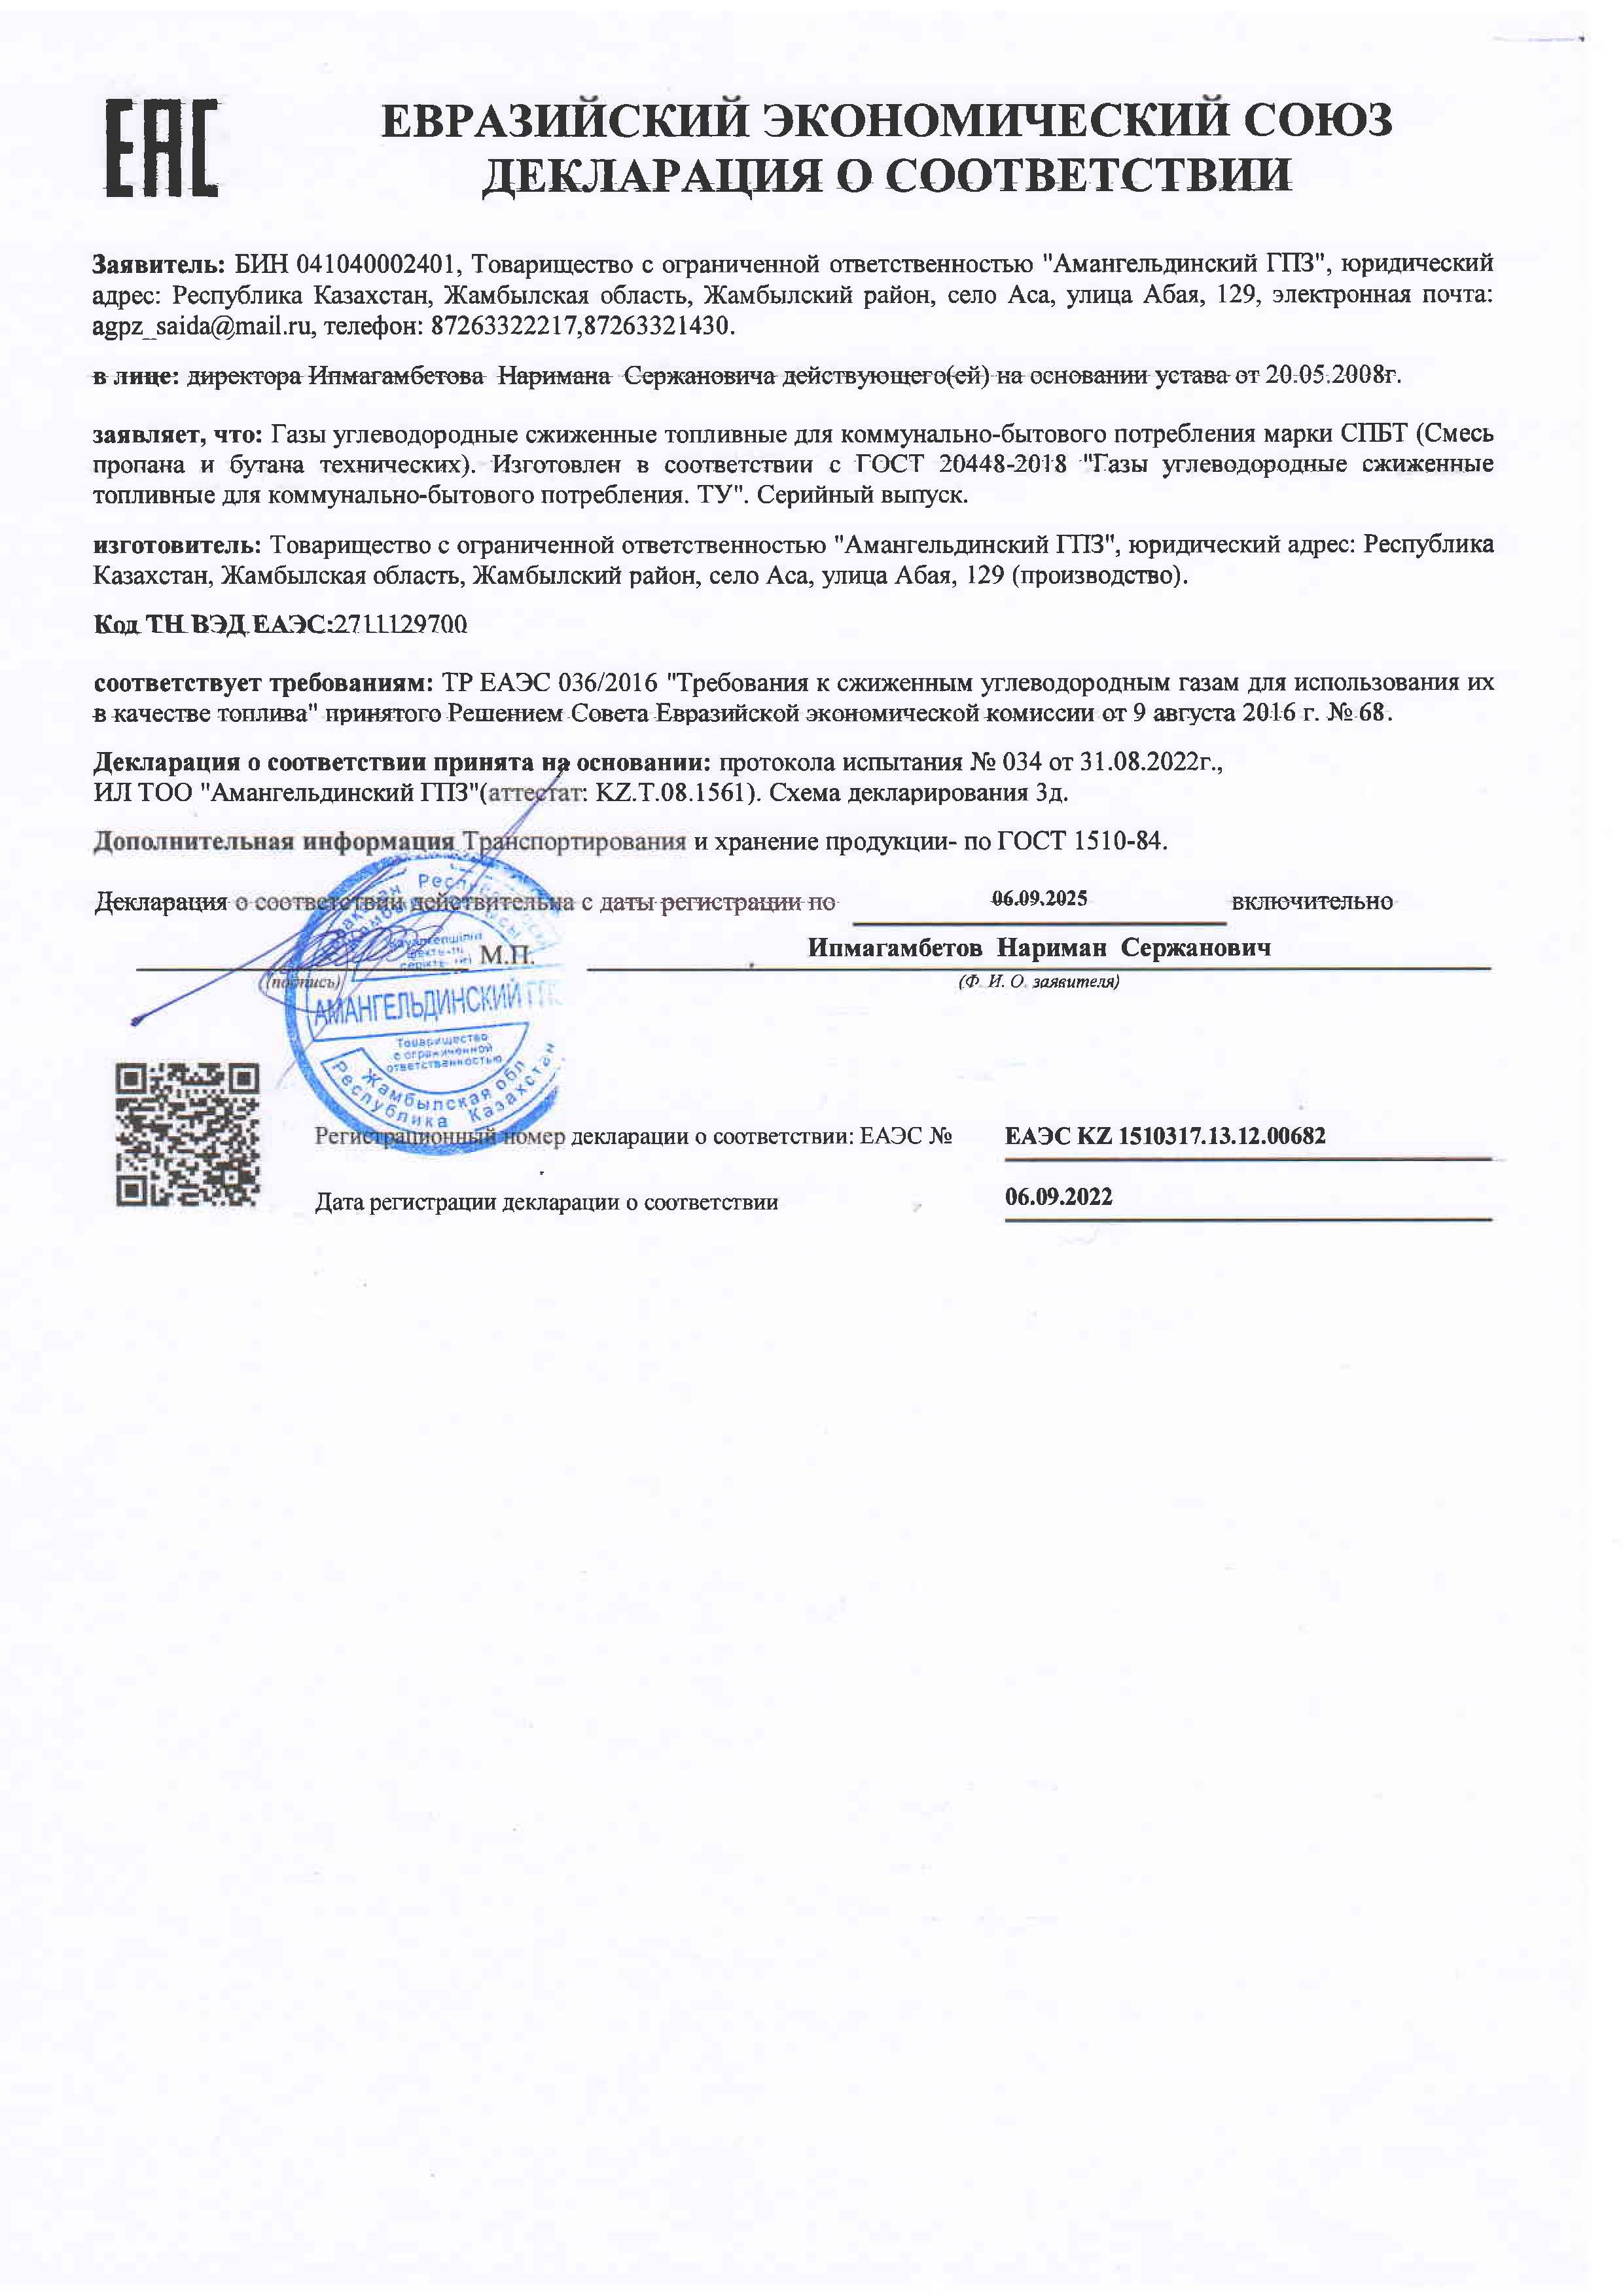 ЕАС
ЕВРАЗИЙСКИЙ ЭКОНОМИЧЕСКИЙ СОЮЗ
ДЕКЛАРАЦИЯ О СООТВЕТСТВИИ
Заявитель: БИН 041040002401, Товарищество с ограниченной ответственностью "Амангельдинский ГПЗ", юридический
адрес: Республика Казахстан, Жамбылская область, Жамбылский район, село Аса, улица Абая, 129, электронная почта:
agpz_saida@mail.ru, телефон: 87263322217,87263321430.
в лице: директора Ипмагамбетова Наримана Сержановича действующего(ей) на основании устава от 20.05.2008г.
заявляет, что: Газы углеводородные сжиженные топливные для коммунально-бытового потребления марки СПБТ (Смесь
пропана и бутана технических). Изготовлен в соответствии с ГОСТ 20448-2018 "Газы углеводородные сжиженные
топливные для коммунально-бытового потребления. ТУ". Серийный выпуск.
изготовитель: Товарищество с ограниченной ответственностью "Амангельдинский ГПЗ", юридический адрес: Республика
Казахстан, Жамбылская область, Жамбылский район, село Аса, улица Абая, 129 (производство).
Код ТН ВЭД ЕАЭС:2711129700
соответствует требованиям: ТР ЕАЭС 036/2016 "Требования к сжиженным углеводородным газам для использования их
в качестве топлива" принятого Решением Совета Евразийской экономической комиссии от 9 августа 2016 г. № 68.
Декларация о соответствии принята на основании: протокола испытания № 034 от 31.08.2022г.,
ИЛ ТОО "Амангельдинский ГПЗ"(аттестат: KZ.T.08.1561). Схема декларирования 3д.
Дополнительная информация Транспортирования и хранение продукции- по ГОСТ 1510-84.
Декларация о соответствии действительна с даты регистрации по 06.09.2025 включительно
М.П. Ипмагамбетов Нариман Сержанович
(подпись) (Ф. И. О. заявителя)
АМАНГЕЛЬДИНСКИЙ
Товарищество
с ограниченной
ответственностью
Жамбылская обл
Республика Казахстан
Регистрационный номер декларации о соответствии: ЕАЭС № ЕАЭС KZ 1510317.13.12.00682
Дата регистрации декларации о соответствии 06.09.2022